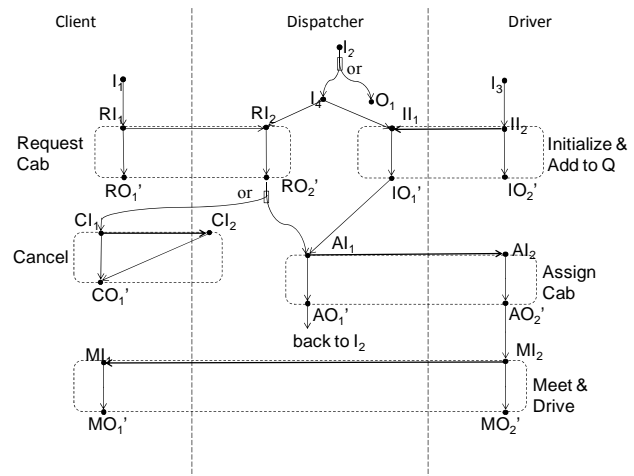 Client Dispatcher Driver
I₂
or
I₁ I₄ O₁ I₃
RI₁ RI₂ II₁ II₂
Request
Cab
Initialize &
Add to Q
RO₁’ RO₂’ IO₁’ IO₂’
or
CI₁ CI₂
AI₁ AI₂
Cancel
Assign
Cab
CO₁’
AO₁’ AO₂’
back to I₂
MI MI₂
Meet &
Drive
MO₁’ MO₂’